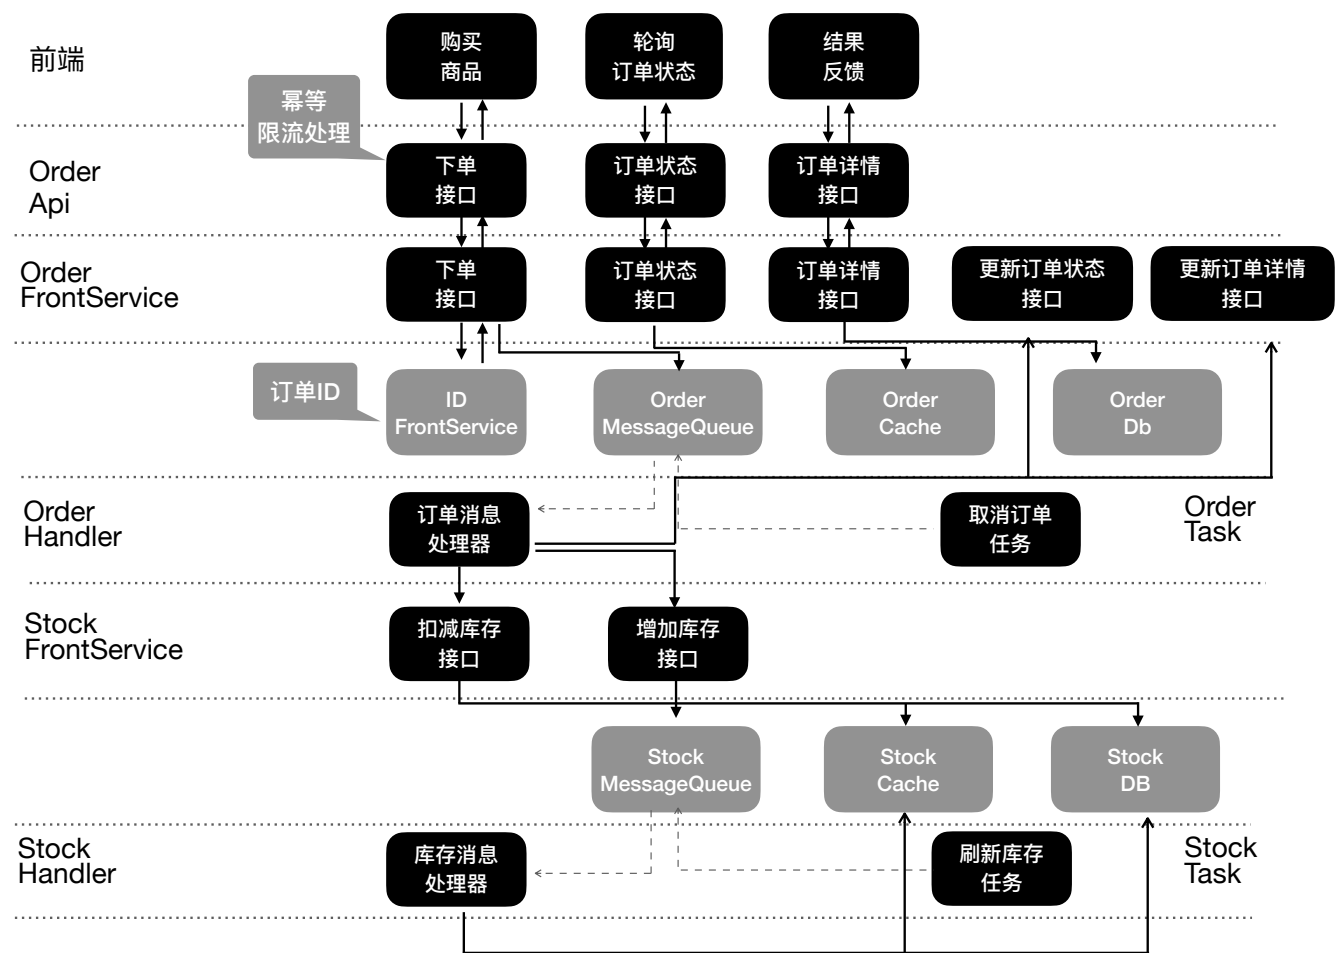 前端
购买
商品
轮询
订单状态
结果
反馈
幂等
限流处理
Order
Api
下单
接口
订单状态
接口
订单详情
接口
Order
FrontService
下单
接口
订单状态
接口
订单详情
接口
更新订单状态
接口
更新订单详情
接口
订单ID
ID
FrontService
Order
MessageQueue
Order
Cache
Order
Db
Order
Handler
订单消息
处理器
取消订单
任务
Order
Task
Stock
FrontService
扣减库存
接口
增加库存
接口
Stock
MessageQueue
Stock
Cache
Stock
DB
Stock
Handler
库存消息
处理器
刷新库存
任务
Stock
Task